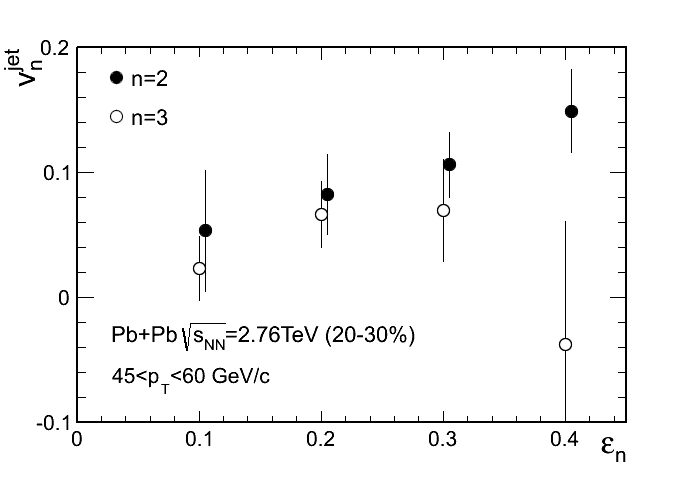 v_n^jet
0.2
0.1
0
-0.1
n=2
n=3
Pb+Pb √s_NN=2.76TeV (20-30%)
45<p_T<60 GeV/c
0 0.1 0.2 0.3 0.4
ε_n